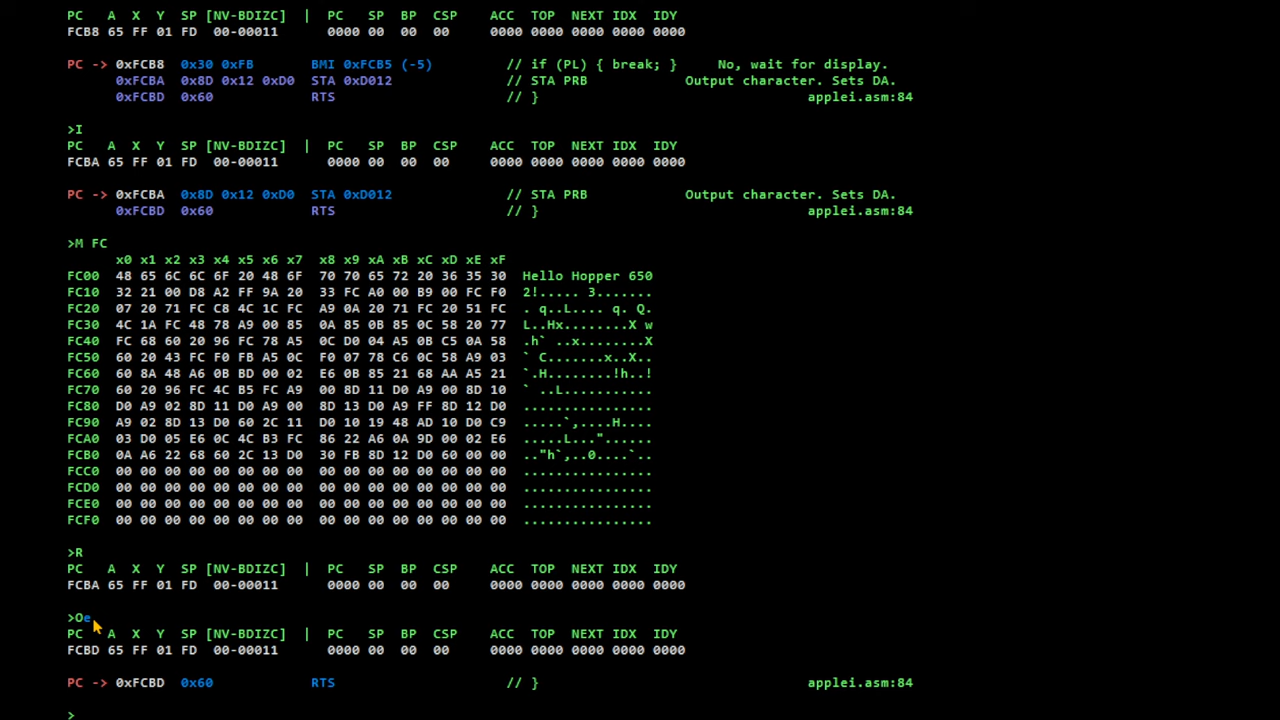 PC A X Y SP [NV-BDIZC] | PC SP BP CSP ACC TOP NEXT IDX IDY
FCB8 65 FF 01 FD 00-00011 0000 00 00 00 0000 0000 0000 0000 0000
PC -> 0xFCB8 0x30 0xFB BMI 0xFCB5 (-5) // if (PL) { break; } No, wait for display.
0xFCBA 0x8D 0x12 0xD0 STA 0xD012 // STA PRB Output character. Sets DA.
0xFCBD 0x60 RTS // } applei.asm:84
>I
PC A X Y SP [NV-BDIZC] | PC SP BP CSP ACC TOP NEXT IDX IDY
FCBA 65 FF 01 FD 00-00011 0000 00 00 00 0000 0000 0000 0000 0000
PC -> 0xFCBA 0x8D 0x12 0xD0 STA 0xD012 // STA PRB Output character. Sets DA.
0xFCBD 0x60 RTS // } applei.asm:84
>M FC
x0 x1 x2 x3 x4 x5 x6 x7 x8 x9 xA xB xC xD xE xF
FC00 48 65 6C 6C 6F 20 48 6F 70 70 65 72 20 36 35 30 Hello Hopper 650
FC10 32 21 00 D8 A2 FF 9A 20 33 FC A0 00 B9 00 FC F0 2!..... 3.......
FC20 07 20 71 FC C8 4C 1C FC A9 0A 20 71 FC 20 51 FC . q..L.... q. Q.
FC30 4C 1A FC 48 78 A9 00 85 0A 85 0B 85 0C 58 20 77 L..Hx........X w
FC40 FC 68 60 20 96 FC 78 A5 0C D0 04 A5 0B C5 0A 58 .h` ..x........X
FC50 60 20 43 FC F0 FB A5 0C F0 07 78 C6 0C 58 A9 03 ` C.......x..X..
FC60 60 8A 48 A6 0B BD 00 02 E6 0B 85 21 68 AA A5 21 `.H........!h..!
FC70 60 20 96 FC 4C B5 FC A9 00 8D 11 D0 A9 00 8D 10 ` ..L...........
FC80 D0 A9 02 8D 11 D0 A9 00 8D 13 D0 A9 FF 8D 12 D0 ................
FC90 A9 02 8D 13 D0 60 2C 11 D0 10 19 48 AD 10 D0 C9 .....`,....H....
FCA0 03 D0 05 E6 0C 4C B3 FC 86 22 A6 0A 9D 00 02 E6 .....L..."......
FCB0 0A A6 22 68 60 2C 13 D0 30 FB 8D 12 D0 60 00 00 .."h`,..0....`..
FCC0 00 00 00 00 00 00 00 00 00 00 00 00 00 00 00 00 ................
FCD0 00 00 00 00 00 00 00 00 00 00 00 00 00 00 00 00 ................
FCE0 00 00 00 00 00 00 00 00 00 00 00 00 00 00 00 00 ................
FCF0 00 00 00 00 00 00 00 00 00 00 00 00 00 00 00 00 ................
>R
PC A X Y SP [NV-BDIZC] | PC SP BP CSP ACC TOP NEXT IDX IDY
FCBA 65 FF 01 FD 00-00011 0000 00 00 00 0000 0000 0000 0000 0000
>Oe
PC A X Y SP [NV-BDIZC] | PC SP BP CSP ACC TOP NEXT IDX IDY
FCBD 65 FF 01 FD 00-00011 0000 00 00 00 0000 0000 0000 0000 0000
PC -> 0xFCBD 0x60 RTS // } applei.asm:84
>